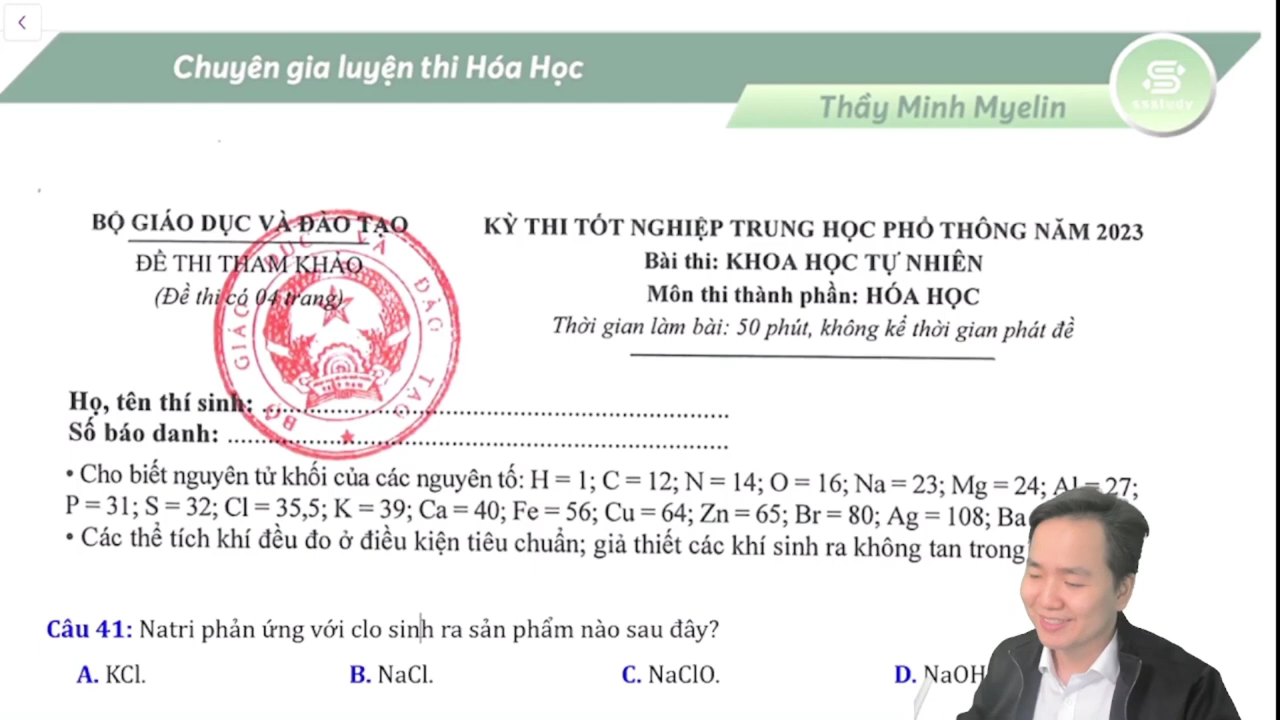 Chuyên gia luyện thi Hóa Học
Thầy Minh Myelin
ssstudy
BỘ GIÁO DỤC VÀ ĐÀO TẠO
ĐỀ THI THAM KHẢO
(Đề thi có 04 trang)
KỲ THI TỐT NGHIỆP TRUNG HỌC PHỔ THÔNG NĂM 2023
Bài thi: KHOA HỌC TỰ NHIÊN
Môn thi thành phần: HÓA HỌC
Thời gian làm bài: 50 phút, không kể thời gian phát đề
BỘ GIÁO DỤC VÀ ĐÀO TẠO
Họ, tên thí sinh: ..........................................................
Số báo danh: ...............................................................
• Cho biết nguyên tử khối của các nguyên tố: H = 1; C = 12; N = 14; O = 16; Na = 23; Mg = 24; Al = 27;
P = 31; S = 32; Cl = 35,5; K = 39; Ca = 40; Fe = 56; Cu = 64; Zn = 65; Br = 80; Ag = 108; Ba
• Các thể tích khí đều đo ở điều kiện tiêu chuẩn; giả thiết các khí sinh ra không tan trong
Câu 41: Natri phản ứng với clo sinh ra sản phẩm nào sau đây?
A. KCl. B. NaCl. C. NaClO. D. NaOH